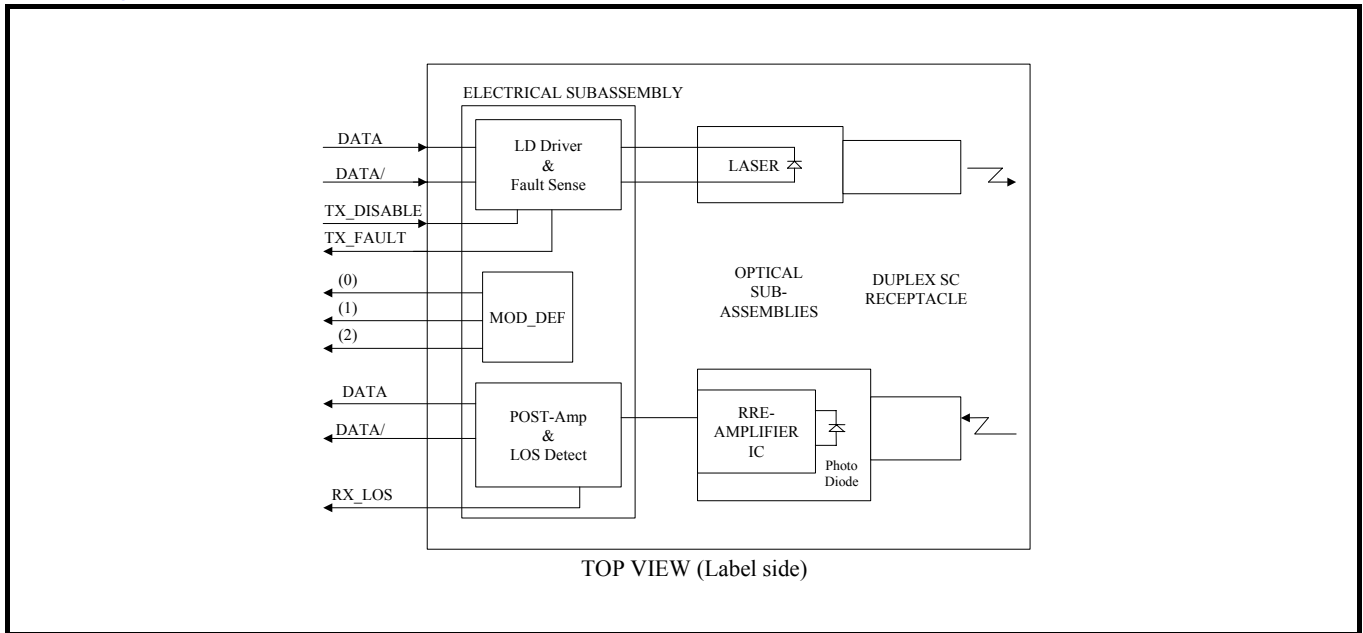 ELECTRICAL SUBASSEMBLY
DATA
DATA/
TX_DISABLE
TX_FAULT
LD Driver
&
Fault Sense
LASER
(0)
(1)
(2)
MOD_DEF
OPTICAL
SUB-
ASSEMBLIES
DUPLEX SC
RECEPTACLE
DATA
DATA/
RX_LOS
POST-Amp
&
LOS Detect
RRE-
AMPLIFIER
IC
Photo
Diode
TOP VIEW (Label side)